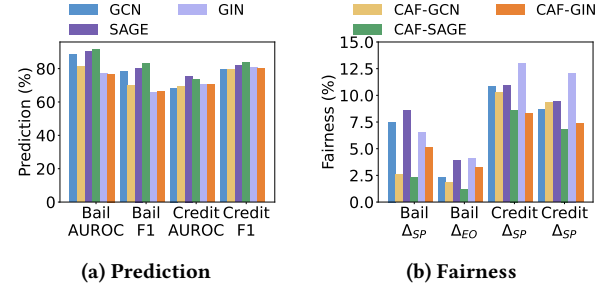 GCN
GIN
SAGE
CAF-GCN
CAF-GIN
CAF-SAGE
Prediction (%)
80
60
40
20
0
Bail AUROC
Bail F1
Credit AUROC
Credit F1
(a) Prediction
Fairness (%)
15.0
12.5
10.0
7.5
5.0
2.5
0.0
Bail Δ_SP
Bail Δ_EO
Credit Δ_SP
Credit Δ_SP
(b) Fairness